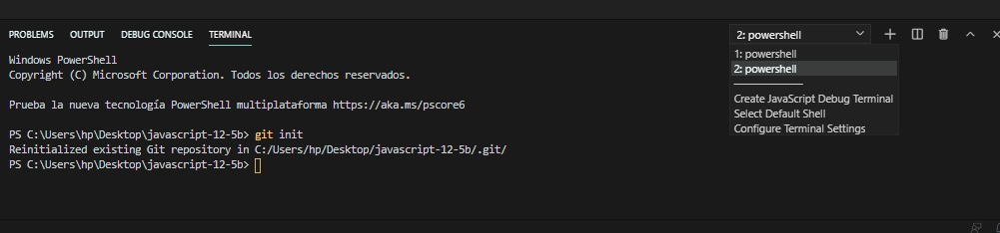 PROBLEMS OUTPUT DEBUG CONSOLE TERMINAL 2: powershell
1: powershell
2: powershell
Create JavaScript Debug Terminal
Select Default Shell
Configure Terminal Settings
Windows PowerShell
Copyright (C) Microsoft Corporation. Todos los derechos reservados.
Prueba la nueva tecnología PowerShell multiplataforma https://aka.ms/pscore6
PS C:\Users\hp\Desktop\javascript-12-5b> git init
Reinitialized existing Git repository in C:/Users/hp/Desktop/javascript-12-5b/.git/
PS C:\Users\hp\Desktop\javascript-12-5b>